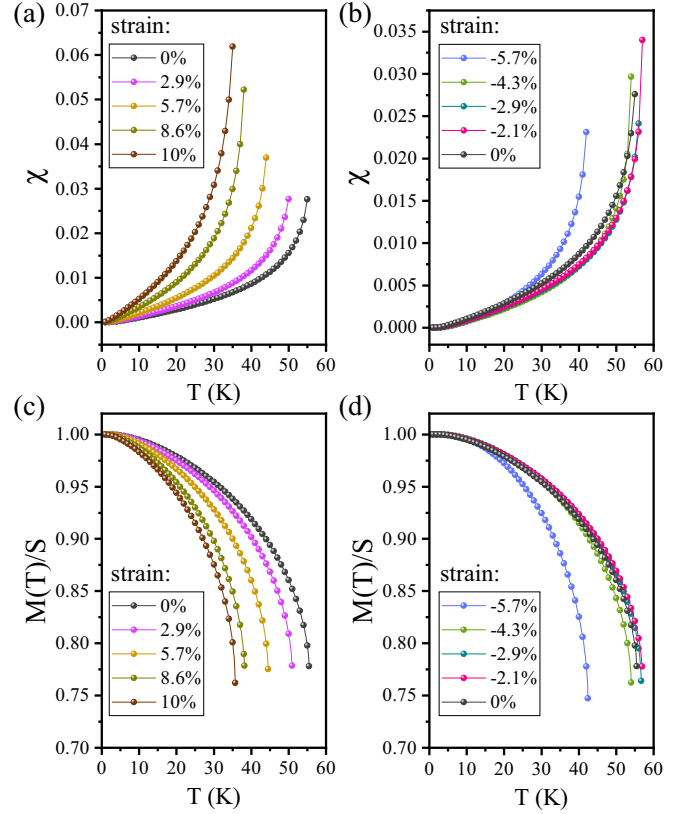 (a)
strain:
0%
2.9%
5.7%
8.6%
10%
0.07
0.06
0.05
0.04
0.03
0.02
0.01
0.00
χ
0 10 20 30 40 50 60
T (K)
(b)
strain:
-5.7%
-4.3%
-2.9%
-2.1%
0%
0.035
0.030
0.025
0.020
0.015
0.010
0.005
0.000
χ
0 10 20 30 40 50 60
T (K)
(c)
1.00
0.95
0.90
0.85
0.80
0.75
0.70
M(T)/S
strain:
0%
2.9%
5.7%
8.6%
10%
0 10 20 30 40 50 60
T (K)
(d)
1.00
0.95
0.90
0.85
0.80
0.75
0.70
M(T)/S
strain:
-5.7%
-4.3%
-2.9%
-2.1%
0%
0 10 20 30 40 50 60
T (K)